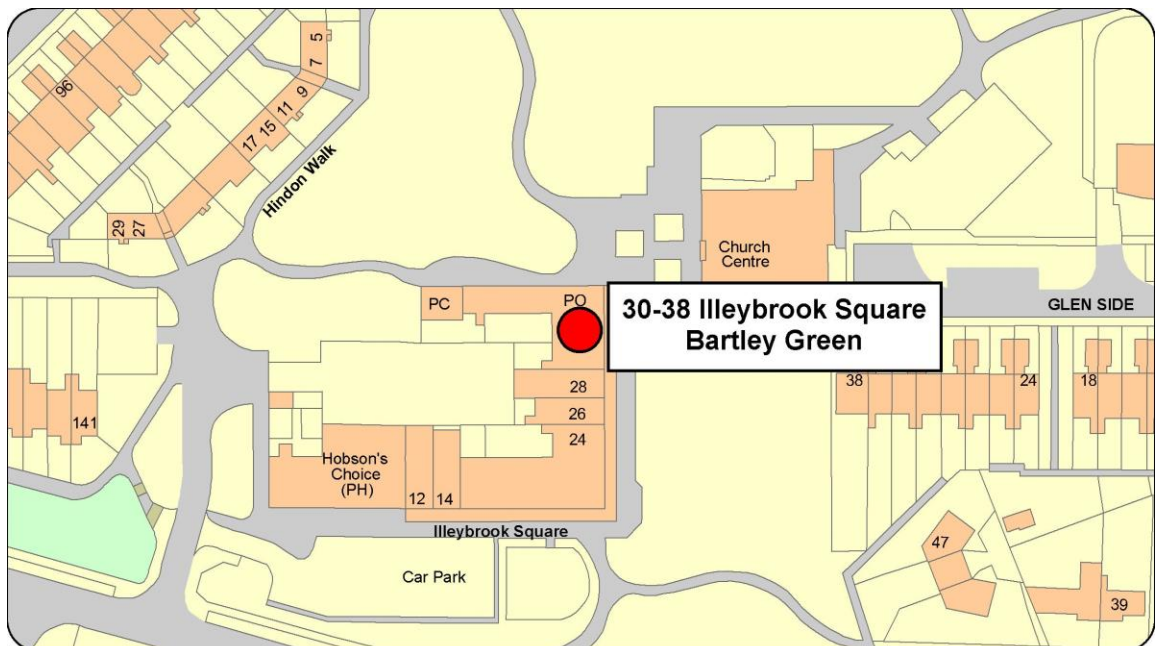 5
7
9
11
15
17
96
Hindon Walk
29
27
Church
Centre
PC
PO
30-38 Illeybrook Square
Bartley Green
GLEN SIDE
28
38
24
18
26
141
24
Hobson's
Choice
(PH)
12
14
Illeybrook Square
47
Car Park
39